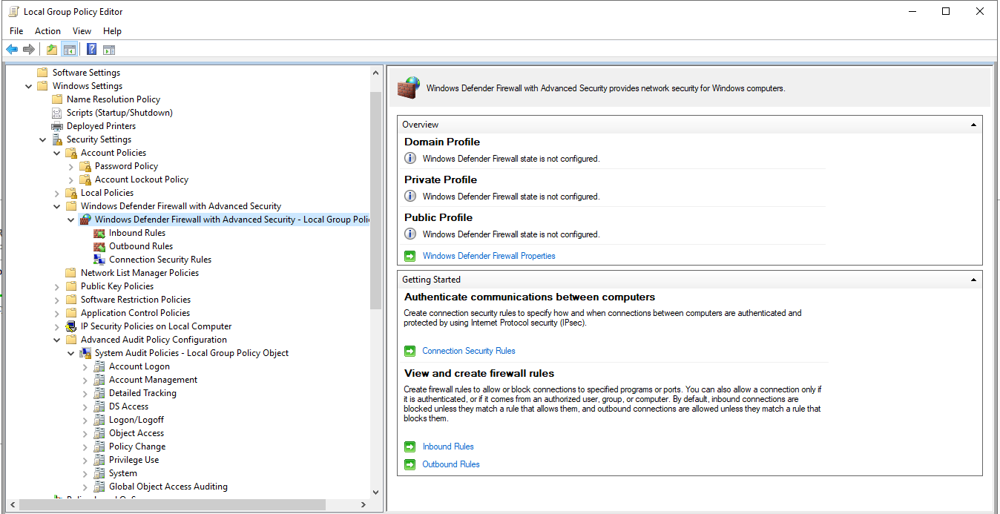 Local Group Policy Editor
File Action View Help
Software Settings
Windows Settings
Name Resolution Policy
Scripts (Startup/Shutdown)
Deployed Printers
Security Settings
Account Policies
Password Policy
Account Lockout Policy
Local Policies
Windows Defender Firewall with Advanced Security
Windows Defender Firewall with Advanced Security - Local Group Poli
Inbound Rules
Outbound Rules
Connection Security Rules
Network List Manager Policies
Public Key Policies
Software Restriction Policies
Application Control Policies
IP Security Policies on Local Computer
Advanced Audit Policy Configuration
System Audit Policies - Local Group Policy Object
Account Logon
Account Management
Detailed Tracking
DS Access
Logon/Logoff
Object Access
Policy Change
Privilege Use
System
Global Object Access Auditing
Windows Defender Firewall with Advanced Security provides network security for Windows computers.
Overview
Domain Profile
Windows Defender Firewall state is not configured.
Private Profile
Windows Defender Firewall state is not configured.
Public Profile
Windows Defender Firewall state is not configured.
Windows Defender Firewall Properties
Getting Started
Authenticate communications between computers
Create connection security rules to specify how and when connections between computers are authenticated and
protected by using Internet Protocol security (IPsec).
Connection Security Rules
View and create firewall rules
Create firewall rules to allow or block connections to specified programs or ports. You can also allow a connection only if
it is authenticated, or if it comes from an authorized user, group, or computer. By default, inbound connections are
blocked unless they match a rule that allows them, and outbound connections are allowed unless they match a rule that
blocks them.
Inbound Rules
Outbound Rules